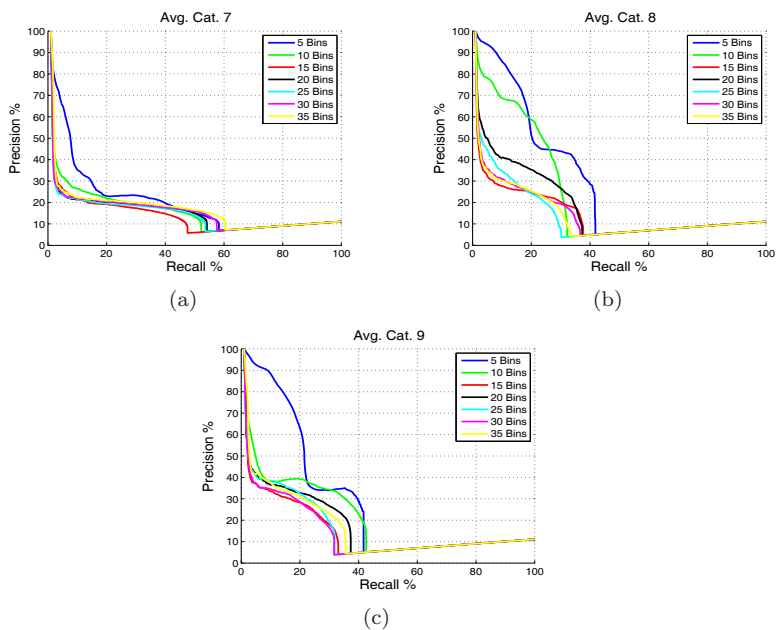 Avg. Cat. 7
Precision %
100
90
80
70
60
50
40
30
20
10
0
0 20 40 60 80 100
Recall %
5 Bins
10 Bins
15 Bins
20 Bins
25 Bins
30 Bins
35 Bins
(a)
Avg. Cat. 8
Precision %
100
90
80
70
60
50
40
30
20
10
0
0 20 40 60 80 100
Recall %
5 Bins
10 Bins
15 Bins
20 Bins
25 Bins
30 Bins
35 Bins
(b)
Avg. Cat. 9
Precision %
100
90
80
70
60
50
40
30
20
10
0
0 20 40 60 80 100
Recall %
5 Bins
10 Bins
15 Bins
20 Bins
25 Bins
30 Bins
35 Bins
(c)